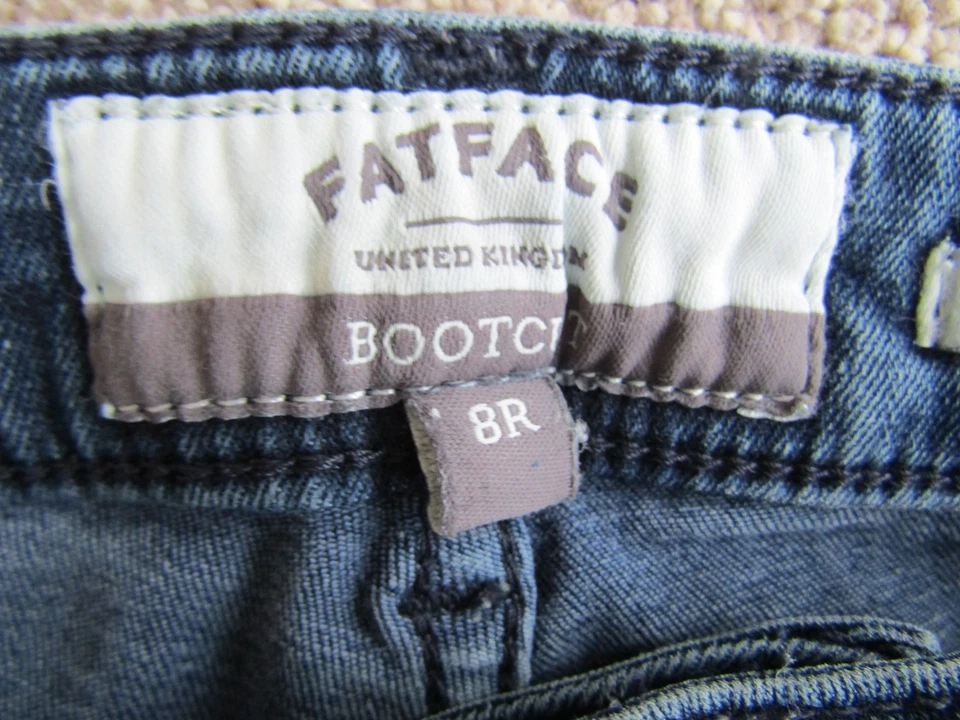 FATFACE
UNITED KINGDOM
BOOTCUT
8R